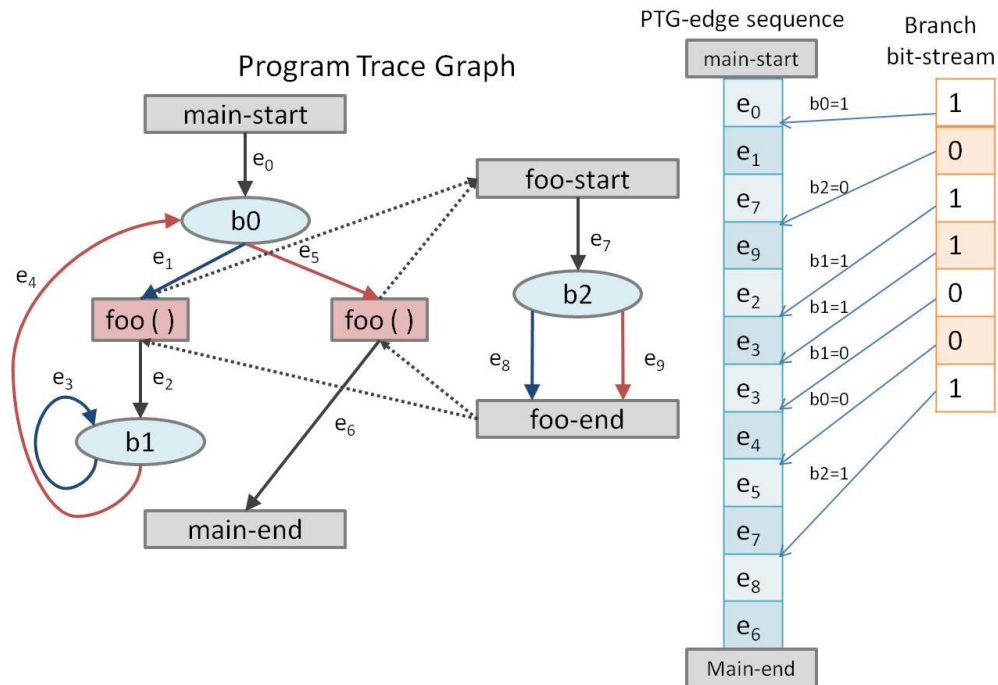 Program Trace Graph
main-start
e0
b0
e4
e1
e5
foo ( )
foo ( )
e3
e2
b1
e6
main-end
foo-start
e7
b2
e8
e9
foo-end
PTG-edge sequence
main-start
e0
e1
e7
e9
e2
e3
e3
e4
e5
e7
e8
e6
Main-end
b0=1
b2=0
b1=1
b1=1
b1=0
b0=0
b2=1
Branch
bit-stream
1
0
1
1
0
0
1